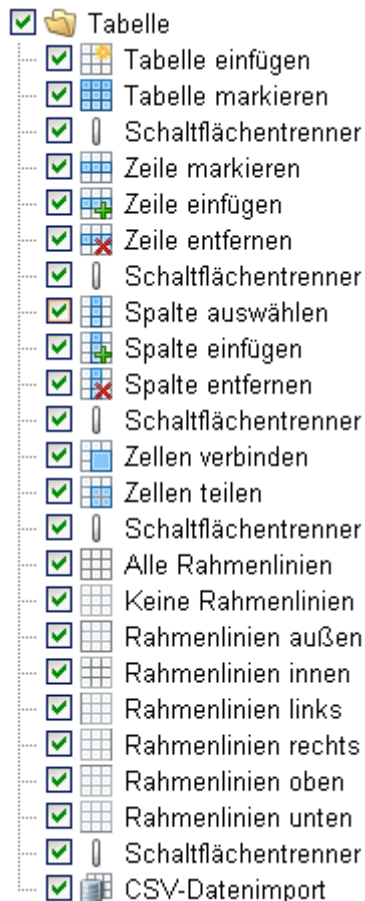 Tabelle
Tabelle einfügen
Tabelle markieren
Schaltflächentrenner
Zeile markieren
Zeile einfügen
Zeile entfernen
Schaltflächentrenner
Spalte auswählen
Spalte einfügen
Spalte entfernen
Schaltflächentrenner
Zellen verbinden
Zellen teilen
Schaltflächentrenner
Alle Rahmenlinien
Keine Rahmenlinien
Rahmenlinien außen
Rahmenlinien innen
Rahmenlinien links
Rahmenlinien rechts
Rahmenlinien oben
Rahmenlinien unten
Schaltflächentrenner
CSV-Datenimport